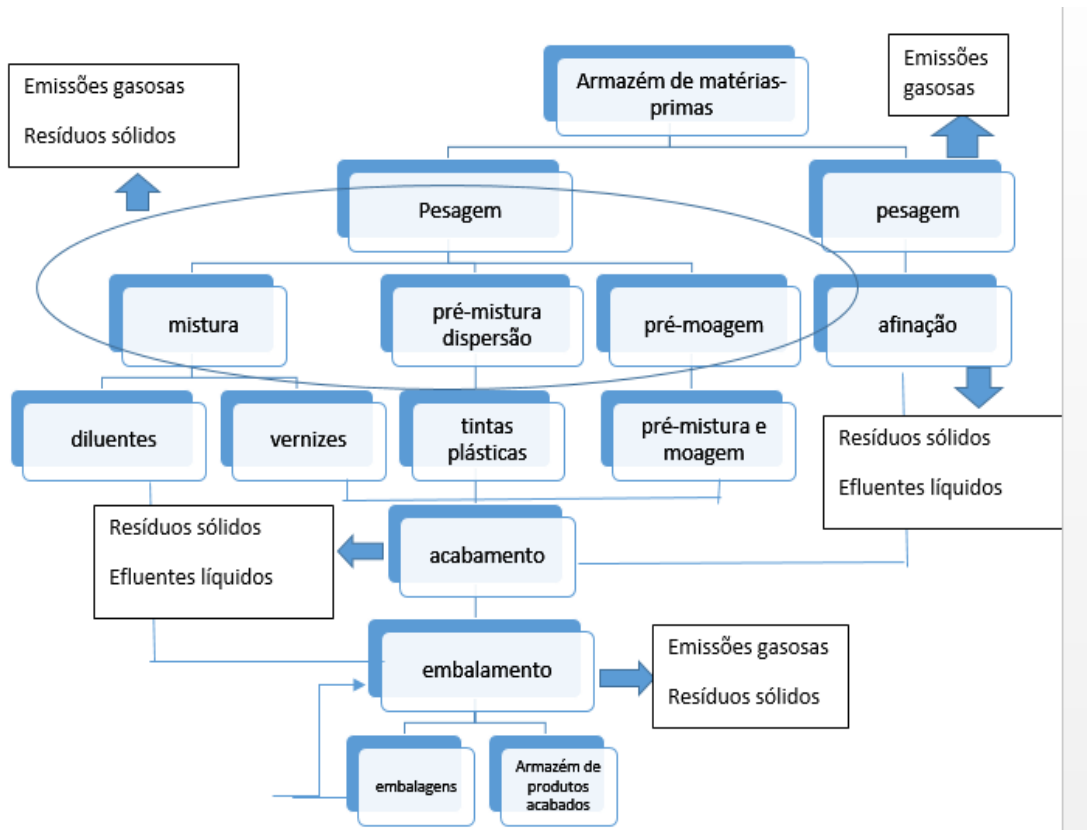 Armazém de matérias-
primas
Emissões
gasosas
Emissões gasosas
Resíduos sólidos
Pesagem
pesagem
mistura
pré-mistura
dispersão
pré-moagem
afinação
diluentes
vernizes
tintas
plásticas
pré-mistura e
moagem
Resíduos sólidos
Efluentes líquidos
Resíduos sólidos
Efluentes líquidos
acabamento
embalamento
Emissões gasosas
Resíduos sólidos
embalagens
Armazém de
produtos
acabados